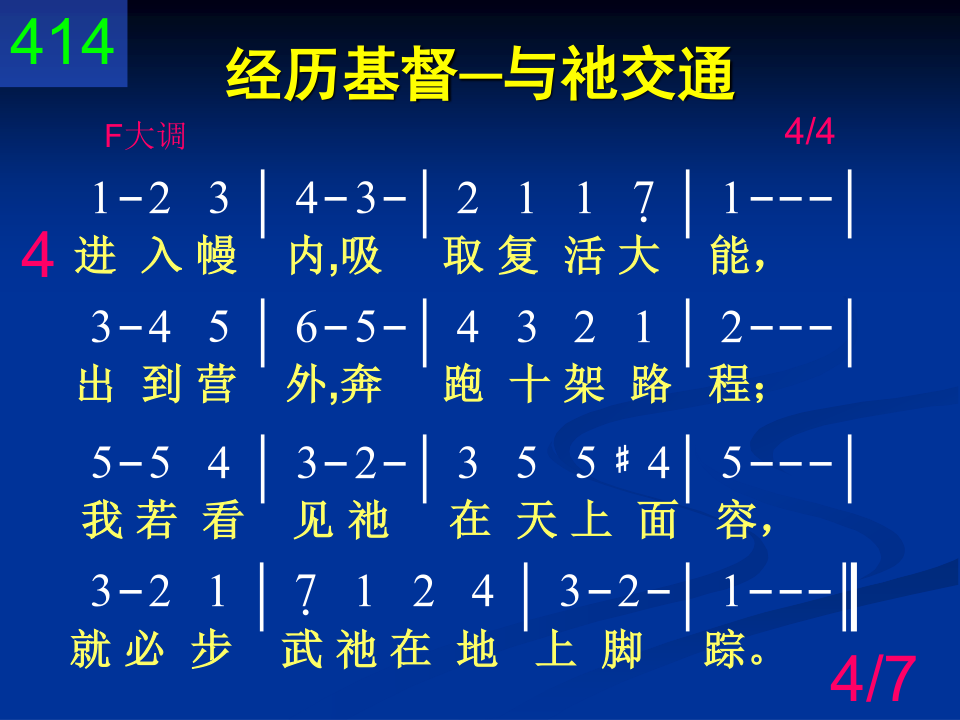 414
经历基督─与祂交通
F大调 4/4
1-2 3 | 4-3- | 2 1 1 7̣ | 1--- |
4 进入幔 内,吸 取复活大 能，
3-4 5 | 6-5- | 4 3 2 1 | 2--- |
出到营 外,奔 跑十架路 程；
5-5 4 | 3-2- | 3 5 5 #4 | 5--- |
我若看 见祂 在天上面 容，
3-2 1 | 7̣ 1 2 4 | 3-2- | 1--- ‖
就必步 武祂在地 上脚 踪。
4/7